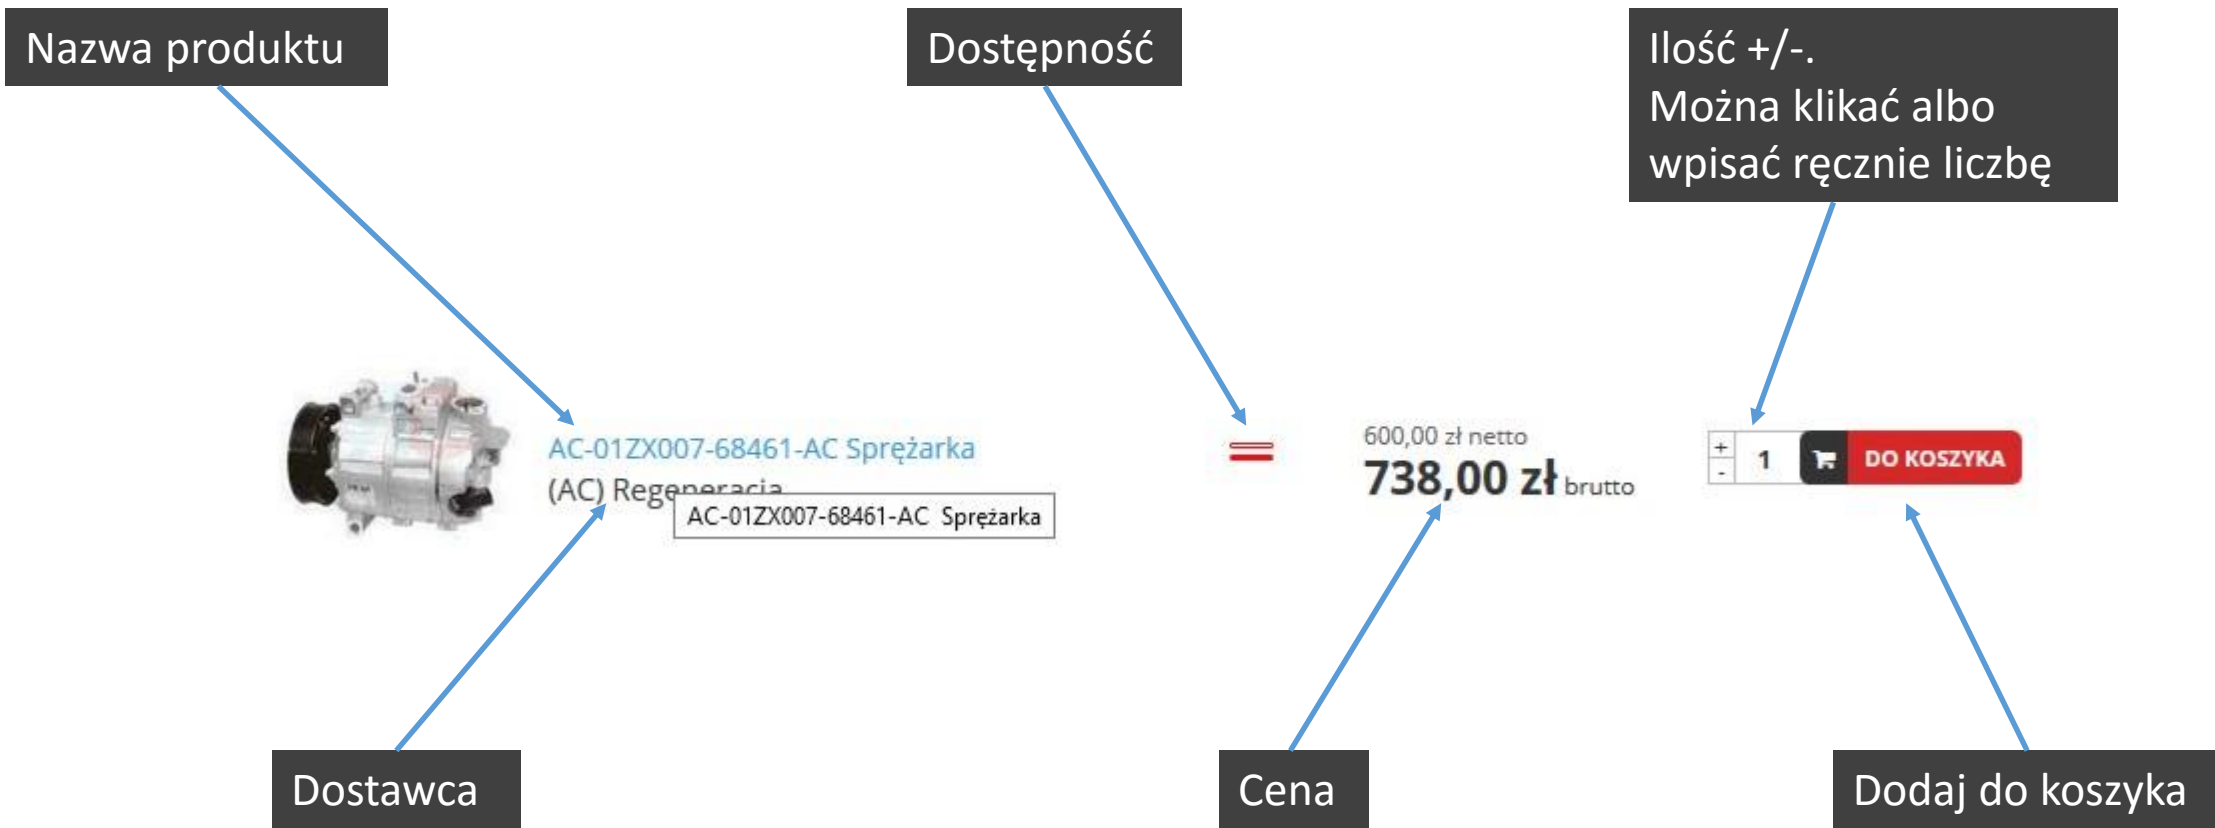 Nazwa produktu
Dostępność
Ilość +/-.
Można klikać albo
wpisać ręcznie liczbę
AC-01ZX007-68461-AC Sprężarka
(AC) Regeneracja
AC-01ZX007-68461-AC Sprężarka
600,00 zł netto
738,00 zł brutto
+
-
1
DO KOSZYKA
Dostawca
Cena
Dodaj do koszyka